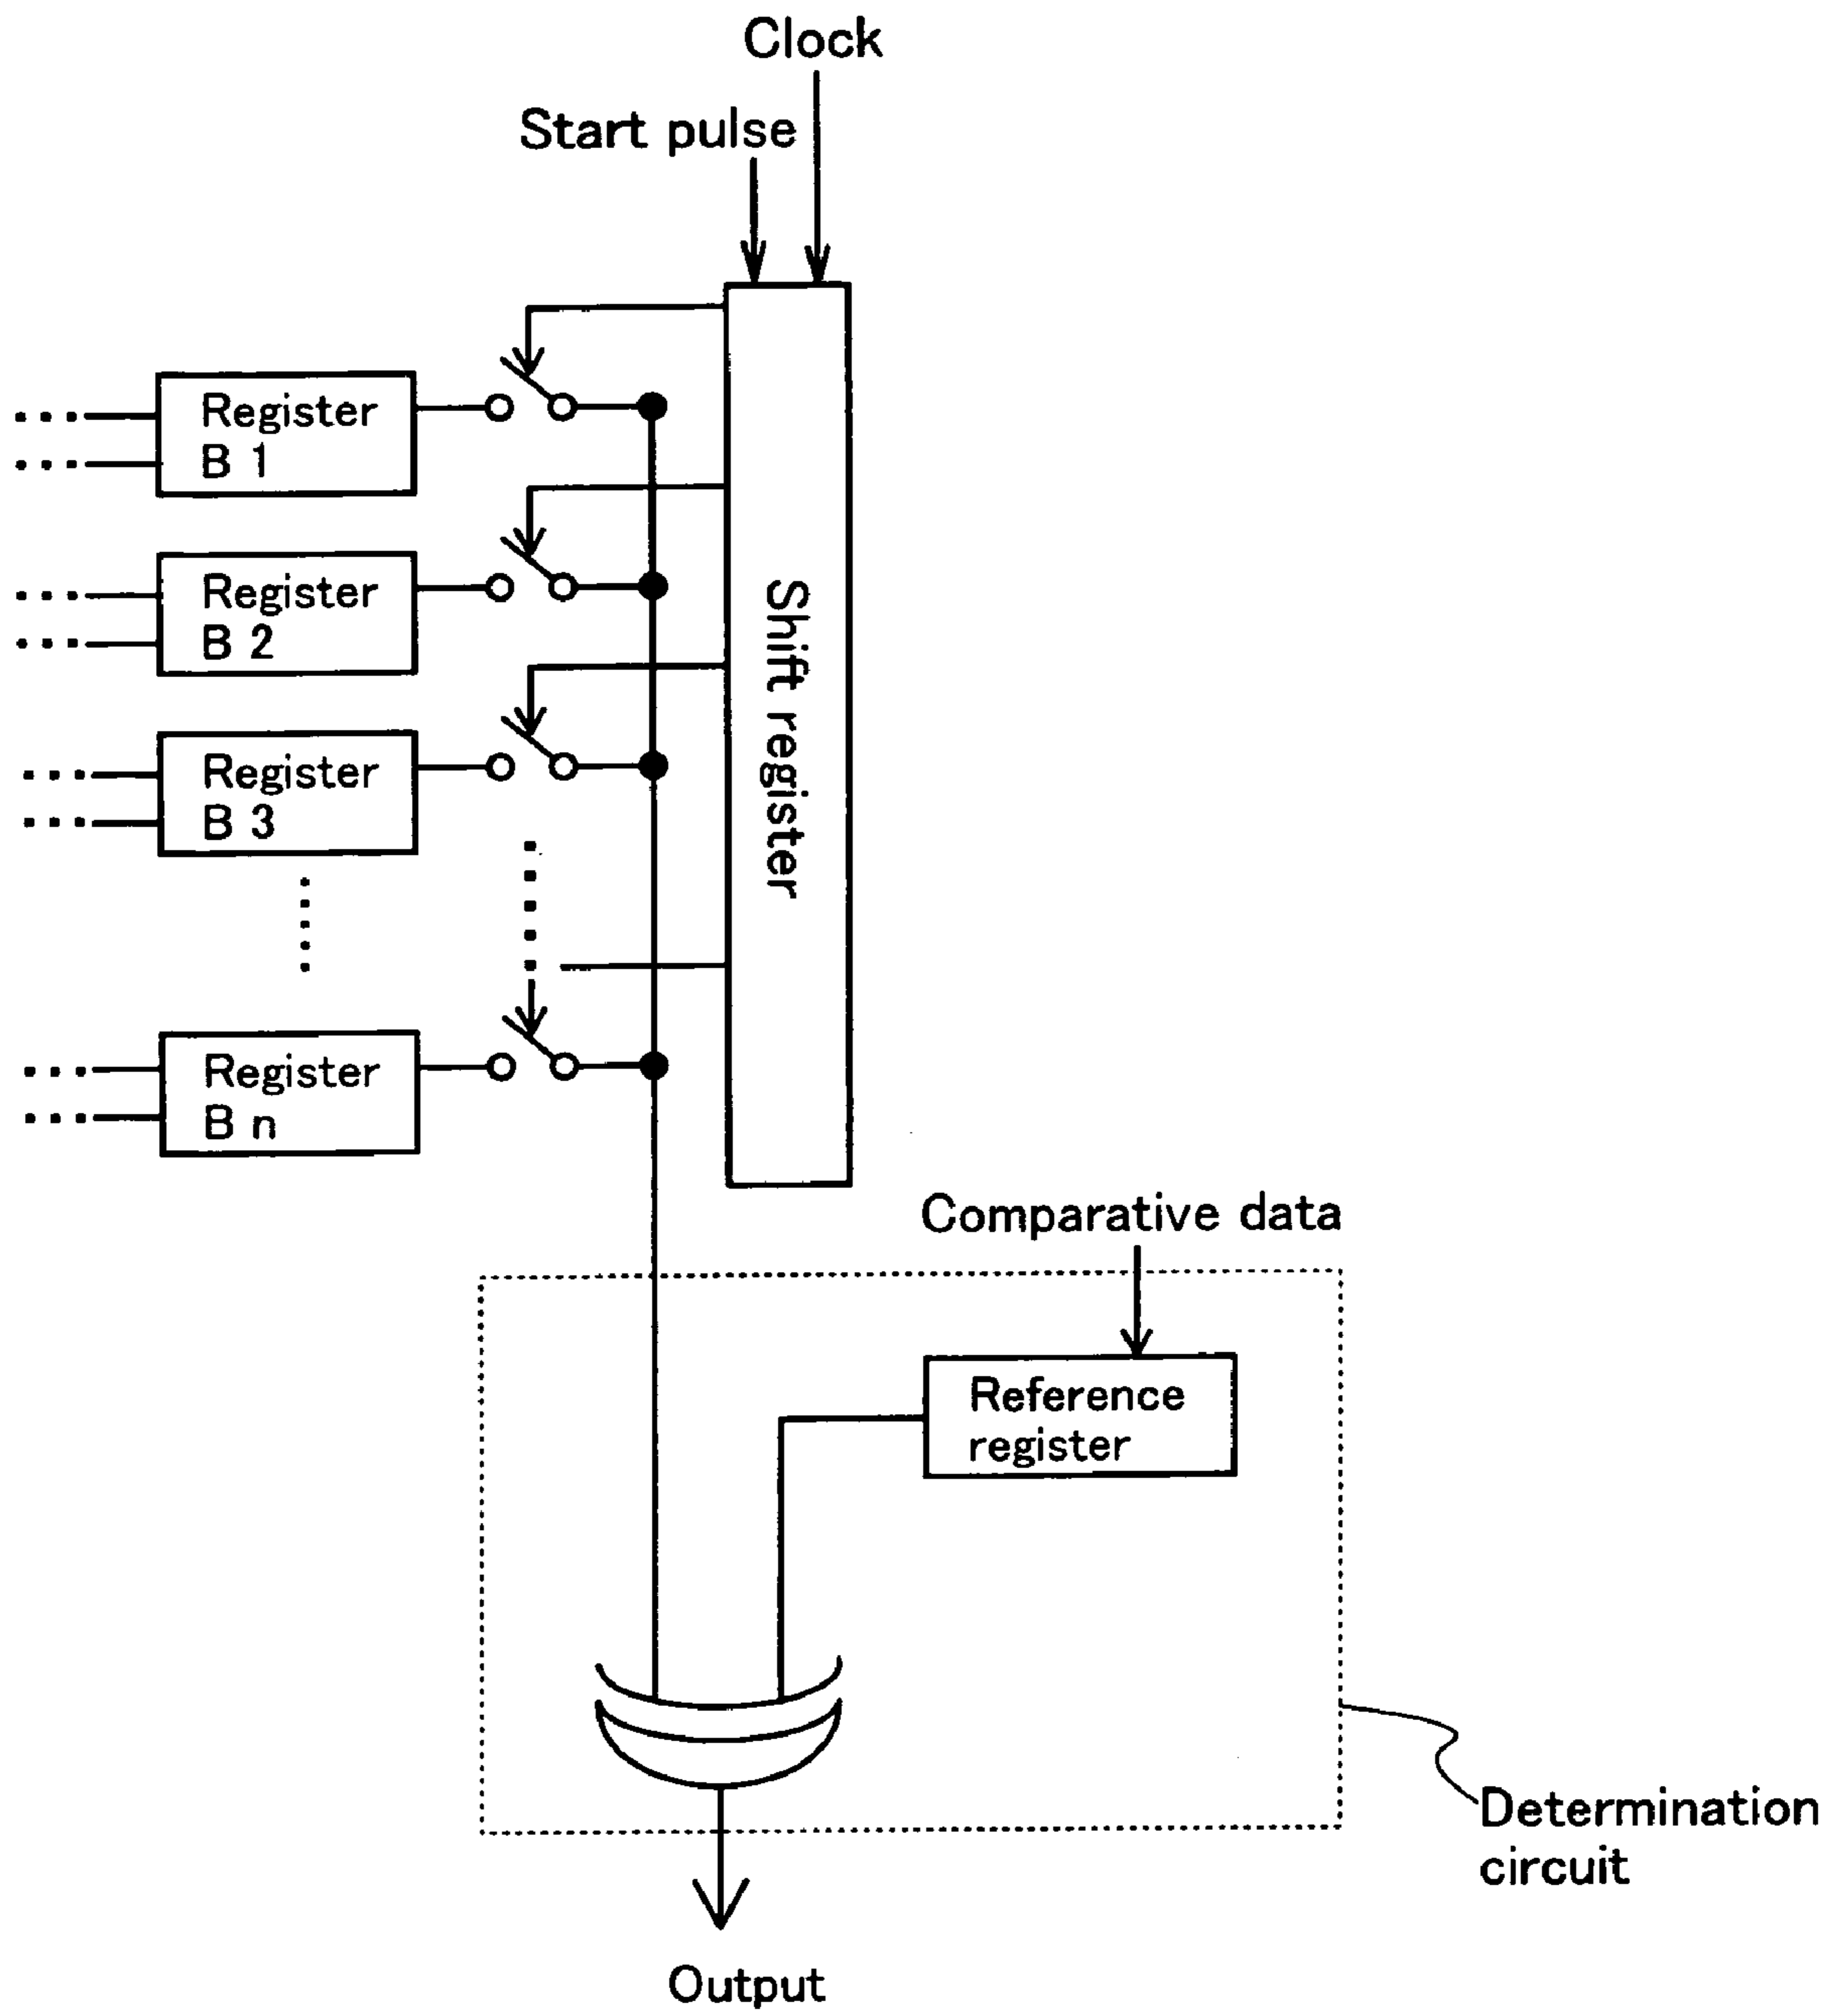 Clock
Start pulse
Register
B 1
Register
B 2
Register
B 3
Register
B n
Shift register
Comparative data
Reference
register
Determination
circuit
Output